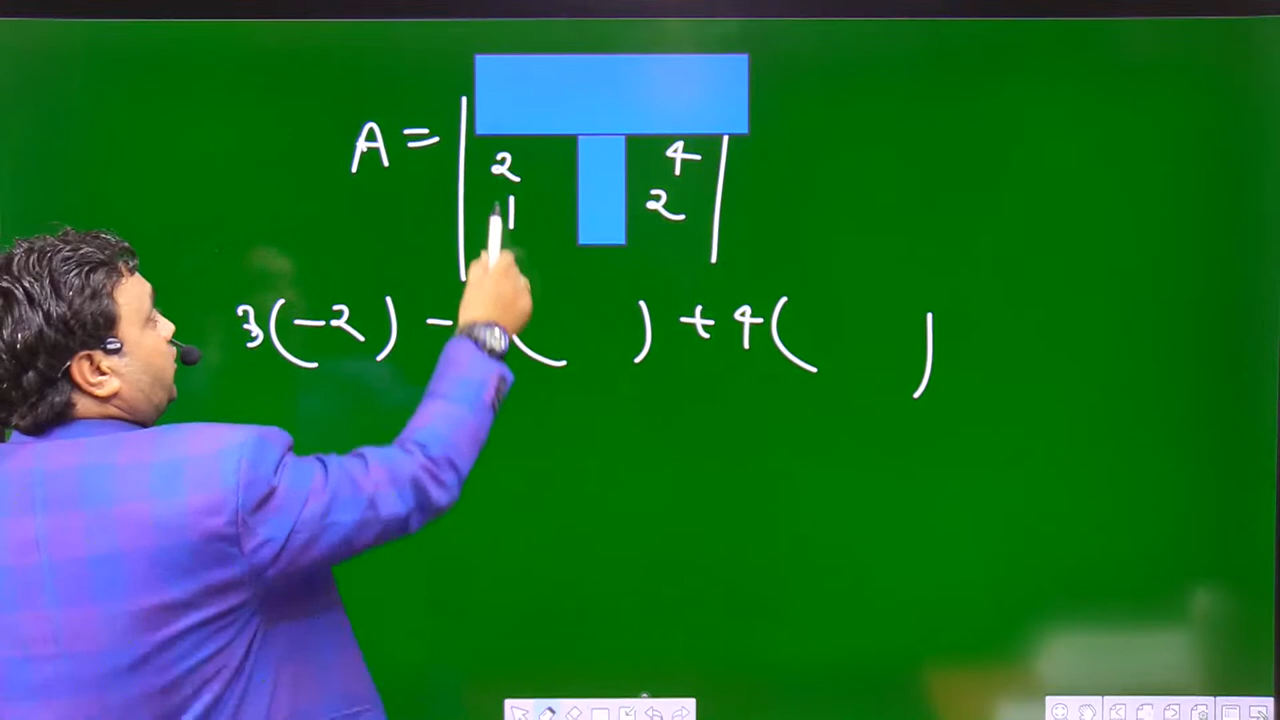 A = | 2 4 |
1 2
3(-2) - ( ) + 4( )